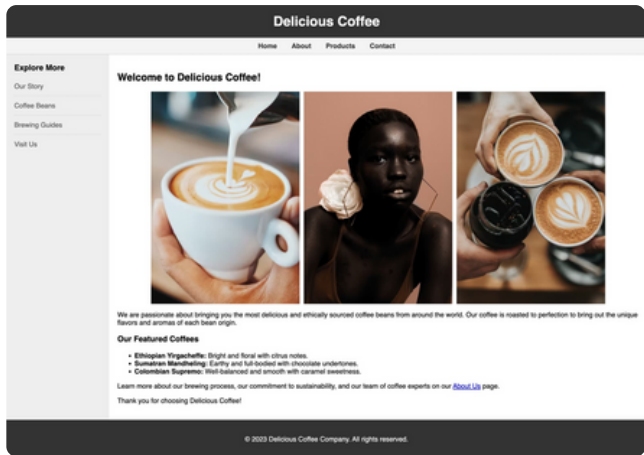 Delicious Coffee
Home About Products Contact
Explore More
Our Story
Coffee Beans
Brewing Guides
Visit Us
Welcome to Delicious Coffee!
We are passionate about bringing you the most delicious and ethically sourced coffee beans from around the world. Our coffee is roasted to perfection to bring out the unique
flavors and aromas of each bean origin.
Our Featured Coffees
• Ethiopian Yirgacheffe: Bright and floral with citrus notes.
• Sumatran Mandheling: Earthy and full-bodied with chocolate undertones.
• Colombian Supremo: Well-balanced and smooth with caramel sweetness.
Learn more about our brewing process, our commitment to sustainability, and our team of coffee experts on our About Us page.
Thank you for choosing Delicious Coffee!
© 2023 Delicious Coffee Company. All rights reserved.